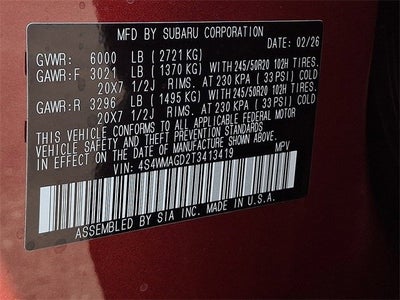 MFD BY SUBARU CORPORATION
DATE: 02/26
GVWR: 6000 LB (2721 KG)
GAWR:F 3021 LB (1370 KG) WITH 245/50R20 102H TIRES.
20X7 1/2J RIMS. AT 230 KPA (33 PSI) COLD
GAWR:R 3296 LB (1495 KG) WITH 245/50R20 102H TIRES.
20X7 1/2J RIMS. AT 230 KPA (33 PSI) COLD
THIS VEHICLE CONFORMS TO ALL APPLICABLE FEDERAL MOTOR
VEHICLE SAFETY AND THEFT PREVENTION STANDARDS
IN EFFECT ON THE DATE OF MANUFACTURE SHOWN ABOVE.
VIN: 4S4WMAGD2T3413419 MPV
ASSEMBLED BY SIA INC. MADE IN U.S.A.